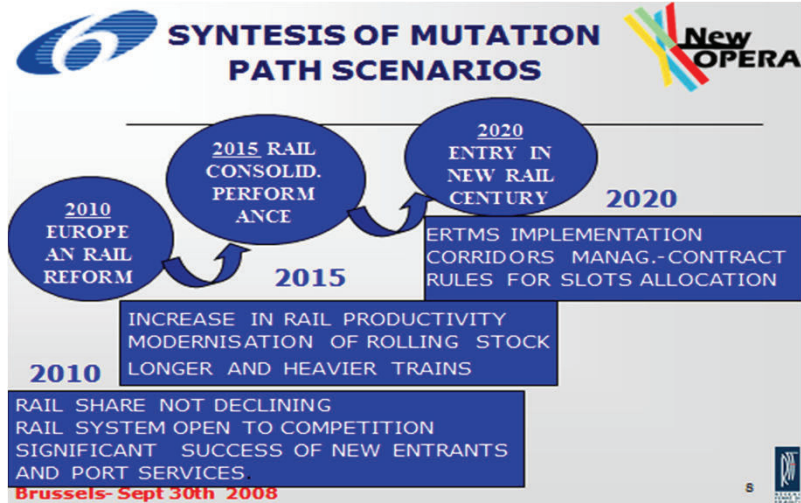 SYNTESIS OF MUTATION
PATH SCENARIOS
New
OPERA
2010
EUROPE
AN RAIL
REFORM
2015 RAIL
CONSOLID.
PERFORM
ANCE
2020
ENTRY IN
NEW RAIL
CENTURY
2020
ERTMS IMPLEMENTATION
CORRIDORS MANAG.-CONTRACT
RULES FOR SLOTS ALLOCATION
2015
INCREASE IN RAIL PRODUCTIVITY
MODERNISATION OF ROLLING STOCK
LONGER AND HEAVIER TRAINS
2010
RAIL SHARE NOT DECLINING
RAIL SYSTEM OPEN TO COMPETITION
SIGNIFICANT SUCCESS OF NEW ENTRANTS
AND PORT SERVICES.
Brussels- Sept 30th 2008